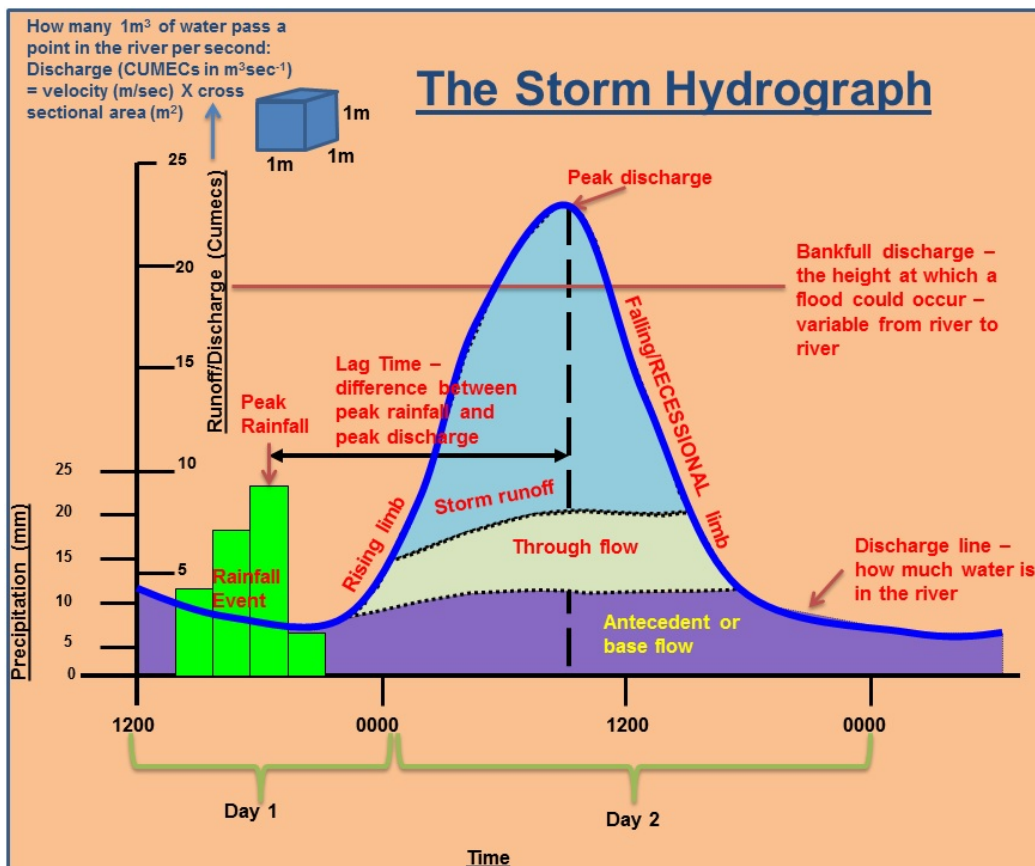 How many 1m³ of water pass a
point in the river per second:
Discharge (CUMECs in m³sec⁻¹)
= velocity (m/sec) X cross
sectional area (m²)
1m
1m
1m
The Storm Hydrograph
25
20
15
10
5
Runoff/Discharge (Cumecs)
Peak discharge
Bankfull discharge –
the height at which a
flood could occur –
variable from river to
river
Lag Time –
difference between
peak rainfall and
peak discharge
Peak
Rainfall
Falling/RECESSIONAL limb
Rising limb
Storm runoff
Through flow
Rainfall
Event
Antecedent or
base flow
Discharge line –
how much water is
in the river
Precipitation (mm)
25
20
15
10
5
0
1200
0000
1200
0000
Day 1
Day 2
Time